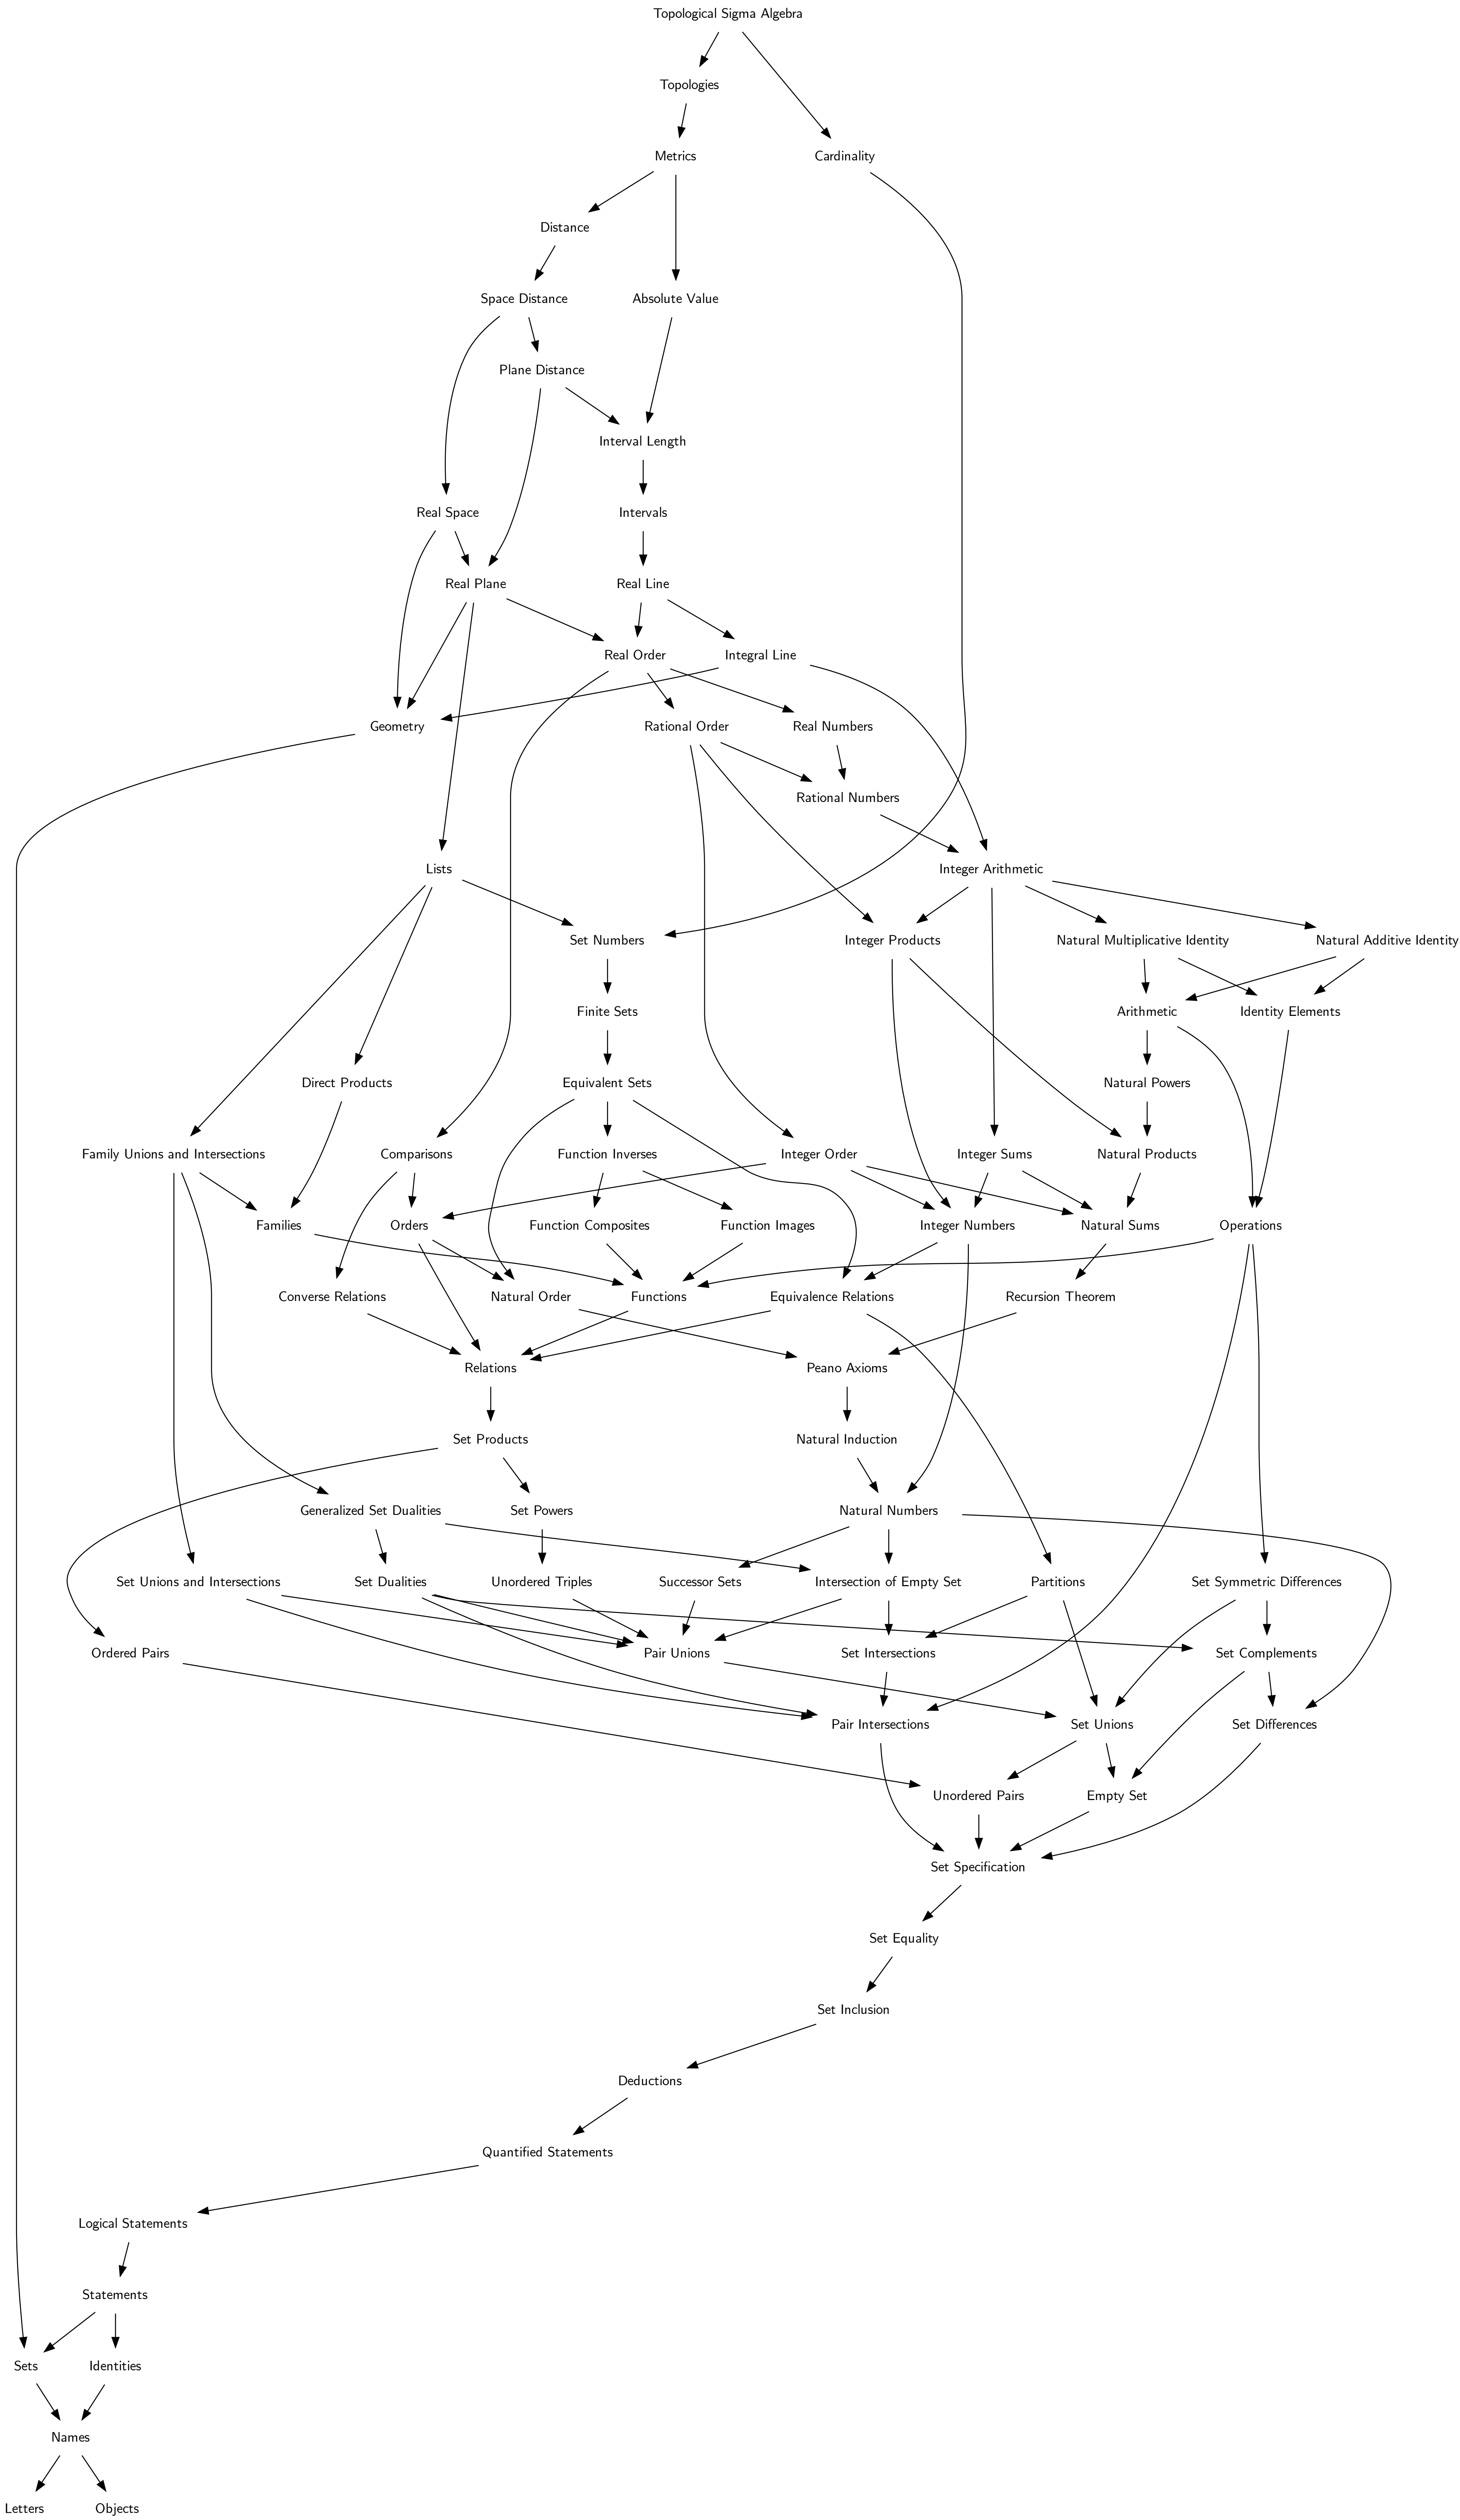 Topological Sigma Algebra
Topologies
Metrics
Cardinality
Distance
Space Distance
Absolute Value
Plane Distance
Interval Length
Real Space
Intervals
Real Plane
Real Line
Real Order
Integral Line
Geometry
Rational Order
Real Numbers
Rational Numbers
Lists
Integer Arithmetic
Set Numbers
Integer Products
Natural Multiplicative Identity
Natural Additive Identity
Finite Sets
Arithmetic
Identity Elements
Direct Products
Equivalent Sets
Natural Powers
Family Unions and Intersections
Comparisons
Function Inverses
Integer Order
Integer Sums
Natural Products
Families
Orders
Function Composites
Function Images
Integer Numbers
Natural Sums
Operations
Converse Relations
Natural Order
Functions
Equivalence Relations
Recursion Theorem
Relations
Peano Axioms
Set Products
Natural Induction
Generalized Set Dualities
Set Powers
Natural Numbers
Set Unions and Intersections
Set Dualities
Unordered Triples
Successor Sets
Intersection of Empty Set
Partitions
Set Symmetric Differences
Ordered Pairs
Pair Unions
Set Intersections
Set Complements
Pair Intersections
Set Unions
Set Differences
Unordered Pairs
Empty Set
Set Specification
Set Equality
Set Inclusion
Deductions
Quantified Statements
Logical Statements
Statements
Sets
Identities
Names
Letters
Objects